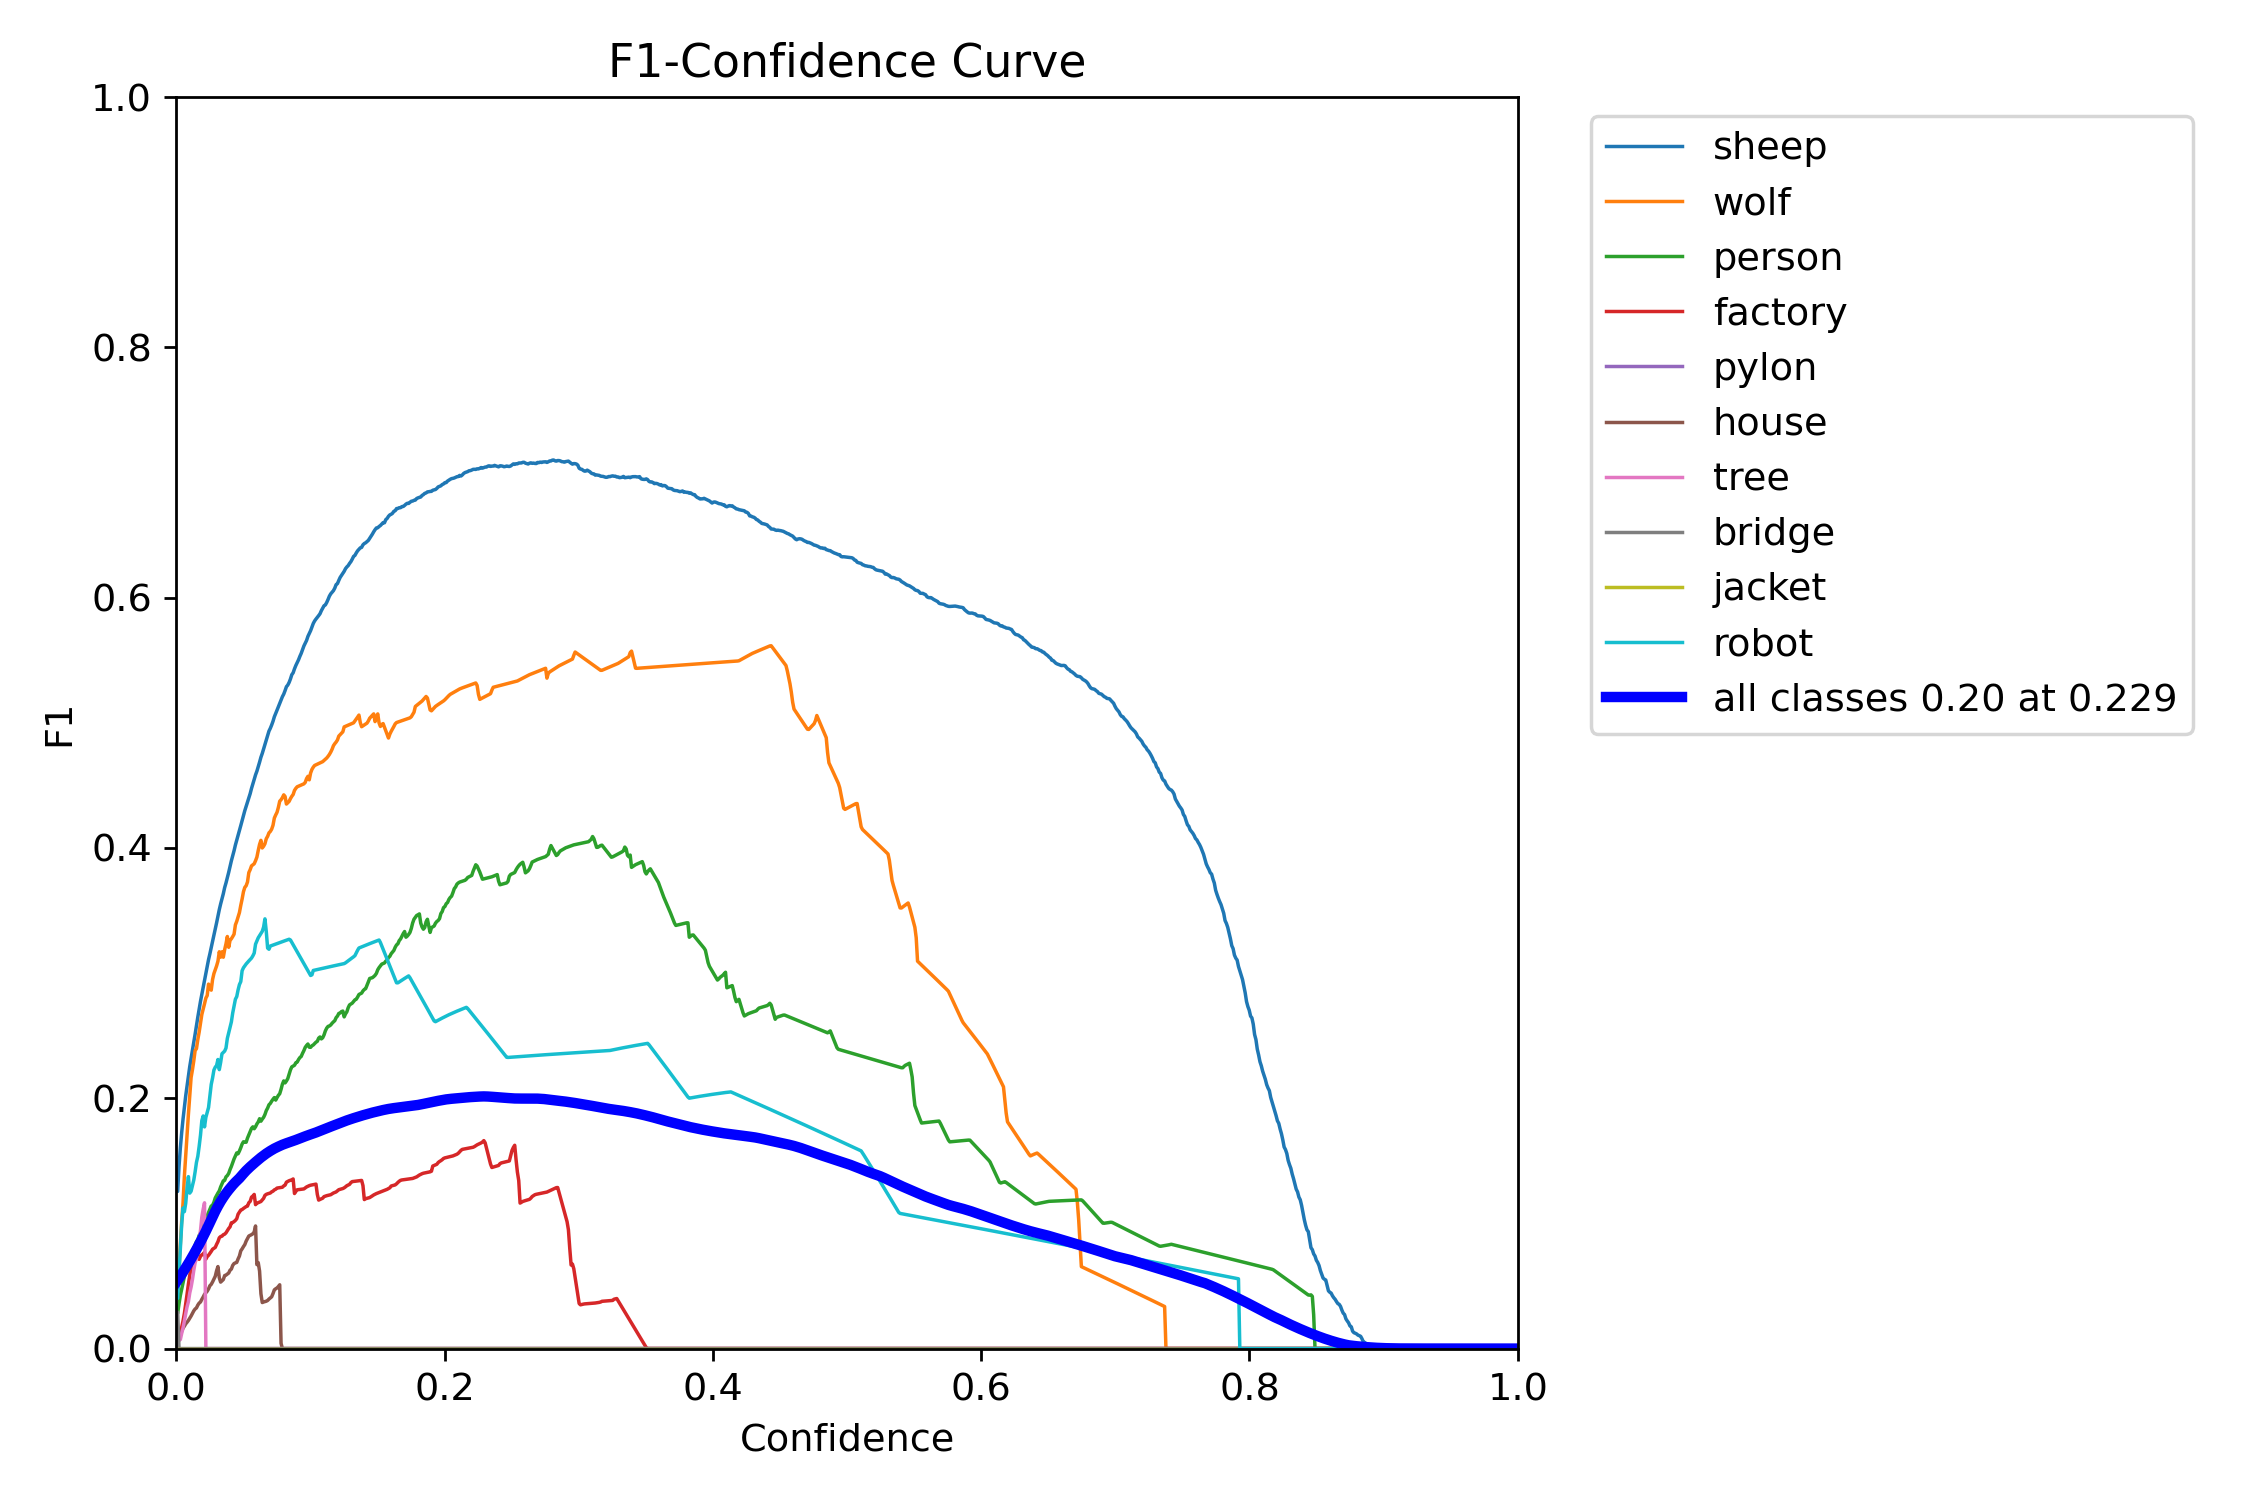 F1-Confidence Curve
1.0
0.8
0.6
0.4
0.2
0.0
F1
0.0 0.2 0.4 0.6 0.8 1.0
Confidence
sheep
wolf
person
factory
pylon
house
tree
bridge
jacket
robot
all classes 0.20 at 0.229